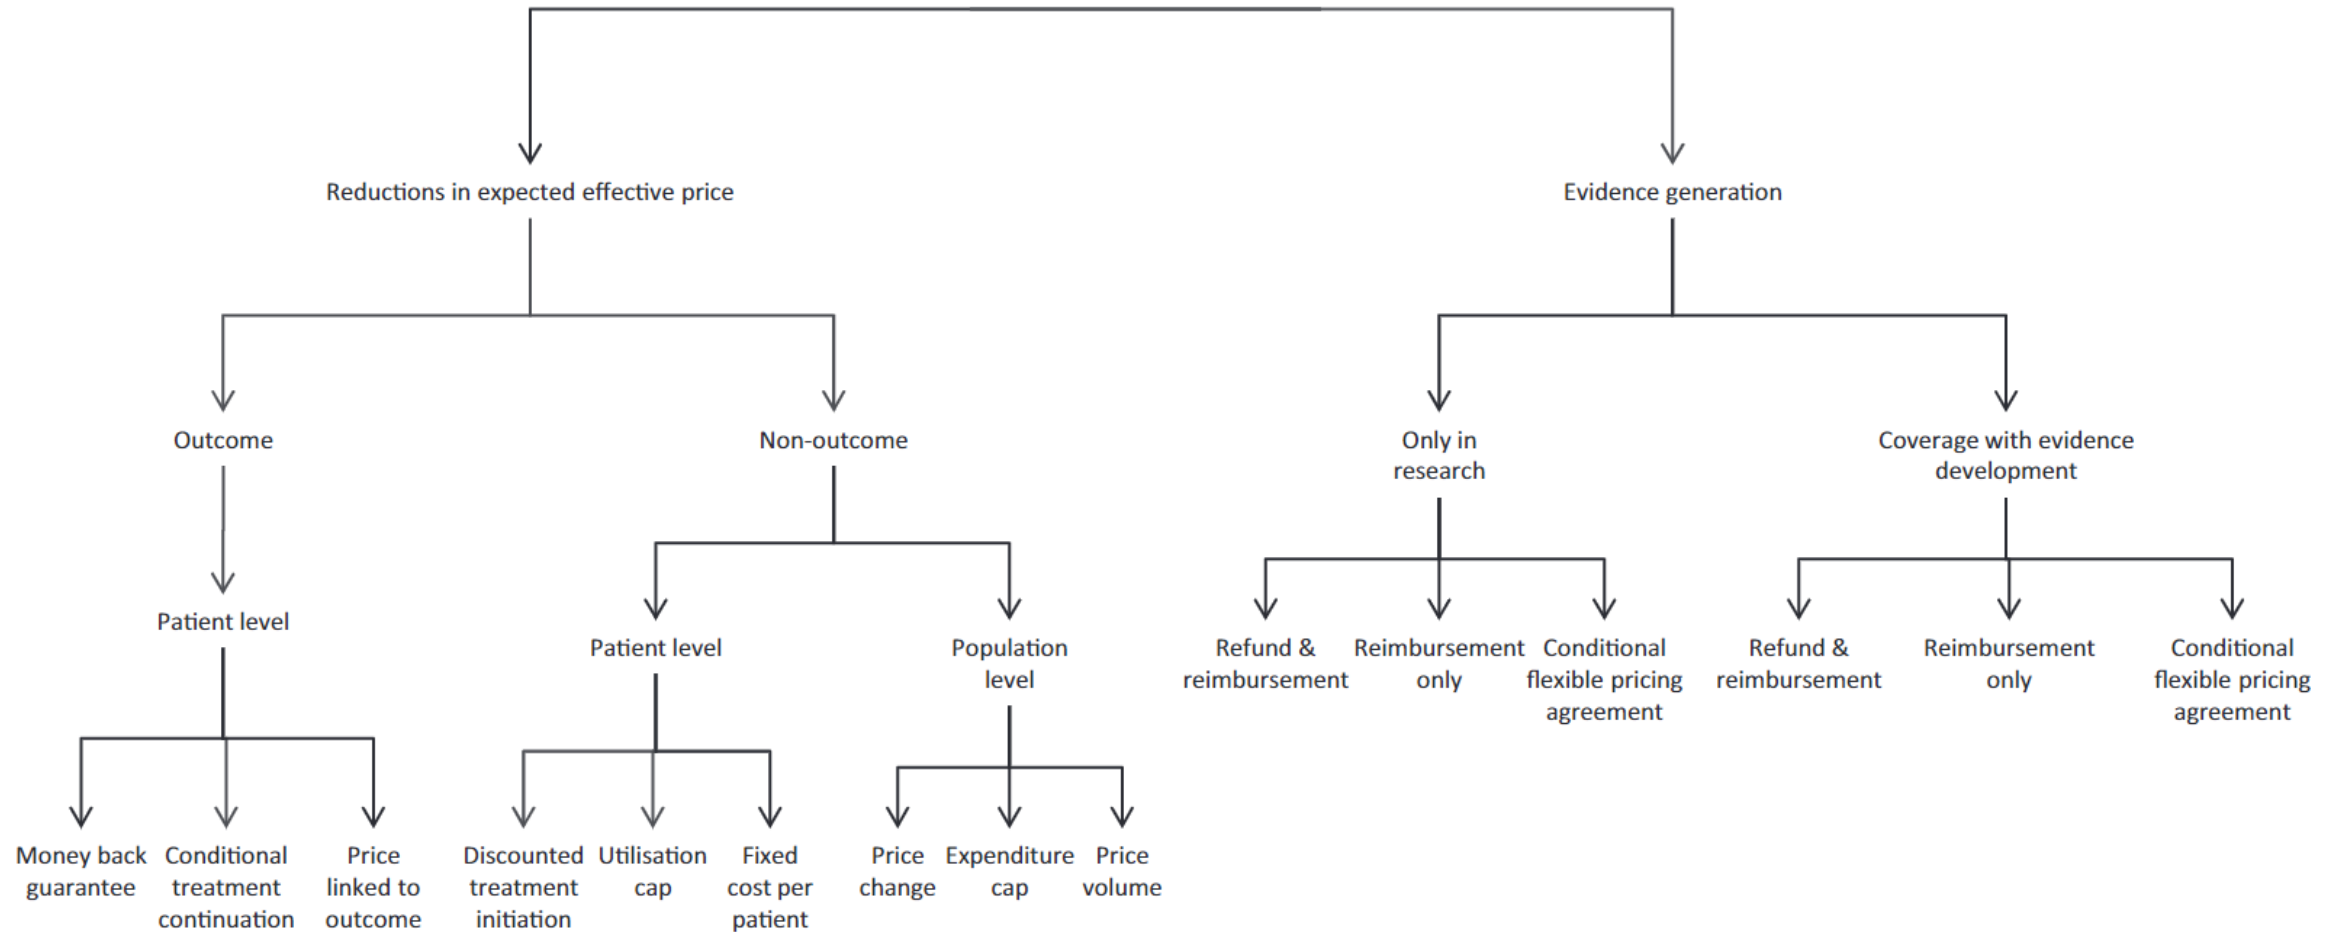 Reductions in expected effective price
Evidence generation
Outcome
Non-outcome
Only in
research
Coverage with evidence
development
Patient level
Patient level
Population
level
Refund &
reimbursement
Reimbursement
only
Conditional
flexible pricing
agreement
Refund &
reimbursement
Reimbursement
only
Conditional
flexible pricing
agreement
Money back
guarantee
Conditional
treatment
continuation
Price
linked to
outcome
Discounted
treatment
initiation
Utilisation
cap
Fixed
cost per
patient
Price
change
Expenditure
cap
Price
volume